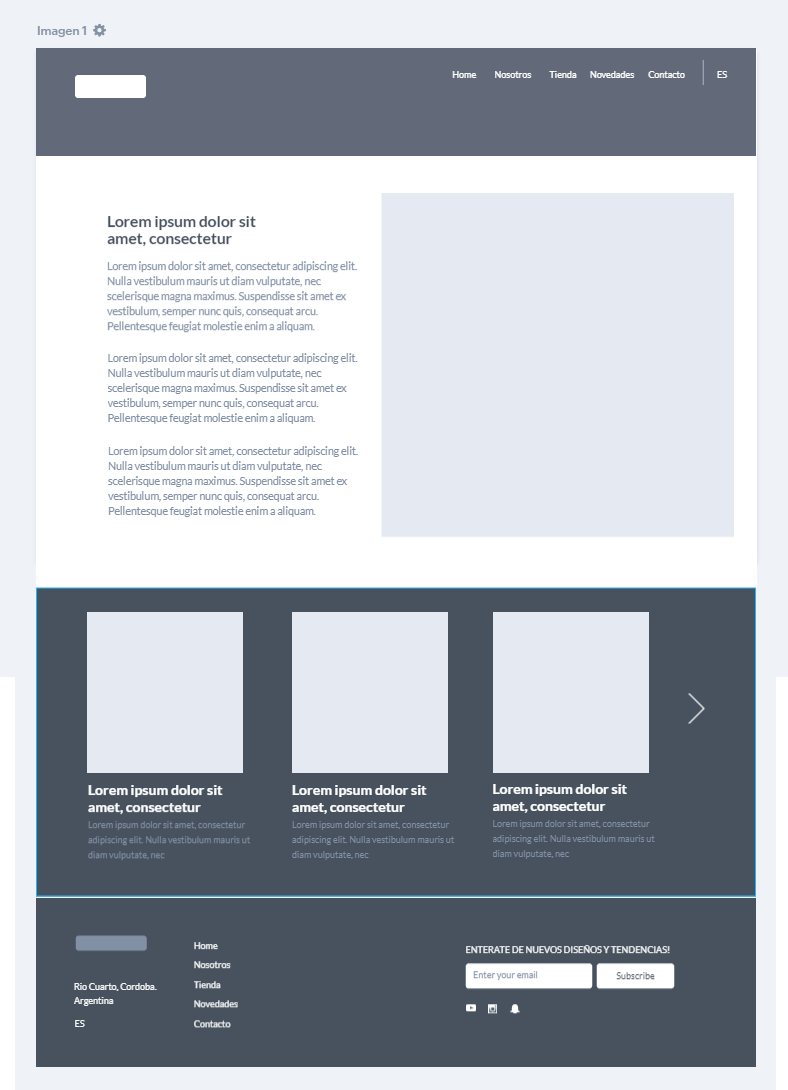 Imagen 1
Home Nosotros Tienda Novedades Contacto ES
Lorem ipsum dolor sit
amet, consectetur
Lorem ipsum dolor sit amet, consectetur adipiscing elit.
Nulla vestibulum mauris ut diam vulputate, nec
scelerisque magna maximus. Suspendisse sit amet ex
vestibulum, semper nunc quis, consequat arcu.
Pellentesque feugiat molestie enim a aliquam.
Lorem ipsum dolor sit amet, consectetur adipiscing elit.
Nulla vestibulum mauris ut diam vulputate, nec
scelerisque magna maximus. Suspendisse sit amet ex
vestibulum, semper nunc quis, consequat arcu.
Pellentesque feugiat molestie enim a aliquam.
Lorem ipsum dolor sit amet, consectetur adipiscing elit.
Nulla vestibulum mauris ut diam vulputate, nec
scelerisque magna maximus. Suspendisse sit amet ex
vestibulum, semper nunc quis, consequat arcu.
Pellentesque feugiat molestie enim a aliquam.
Lorem ipsum dolor sit
amet, consectetur
Lorem ipsum dolor sit amet, consectetur
adipiscing elit. Nulla vestibulum mauris ut
diam vulputate, nec
Lorem ipsum dolor sit
amet, consectetur
Lorem ipsum dolor sit amet, consectetur
adipiscing elit. Nulla vestibulum mauris ut
diam vulputate, nec
Lorem ipsum dolor sit
amet, consectetur
Lorem ipsum dolor sit amet, consectetur
adipiscing elit. Nulla vestibulum mauris ut
diam vulputate, nec
Rio Cuarto, Cordoba.
Argentina
ES
Home
Nosotros
Tienda
Novedades
Contacto
ENTERATE DE NUEVOS DISEÑOS Y TENDENCIAS!
Enter your email
Subscribe